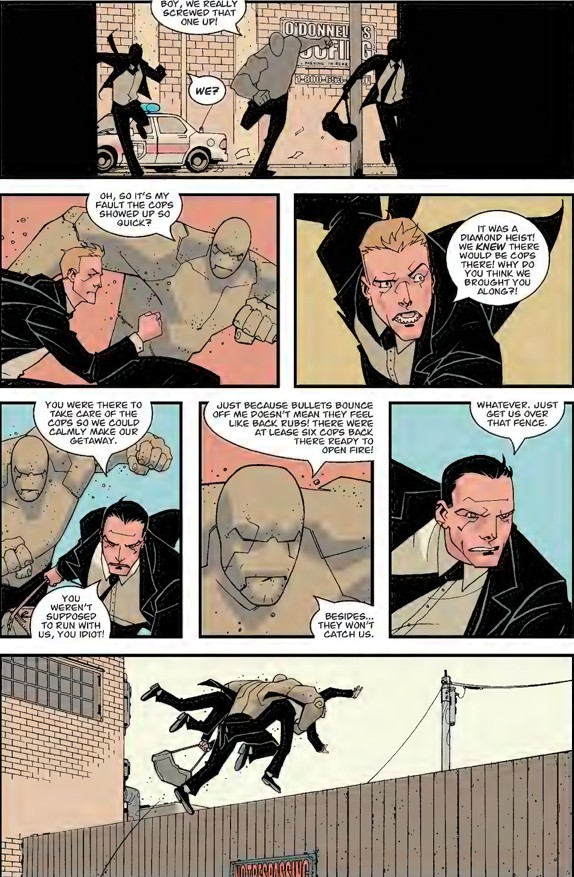 BOY, WE REALLY
SCREWED THAT
ONE UP!
WE?
O'DONNELL'S
ROOFING
OH, SO IT'S MY
FAULT THE COPS
SHOWED UP SO
QUICK?
IT WAS A
DIAMOND HEIST!
WE KNEW THERE
WOULD BE COPS
THERE! WHY DO
YOU THINK WE
BROUGHT YOU
ALONG?!
YOU WERE THERE TO
TAKE CARE OF THE
COPS SO WE COULD
CALMLY MAKE OUR
GETAWAY.
YOU
WEREN'T
SUPPOSED
TO RUN WITH
US, YOU IDIOT!
JUST BECAUSE BULLETS BOUNCE
OFF ME DOESN'T MEAN THEY FEEL
LIKE BACK RUBS! THERE WERE
AT LEASE SIX COPS BACK
THERE READY TO
OPEN FIRE!
BESIDES...
THEY WON'T
CATCH US.
WHATEVER. JUST
GET US OVER
THAT FENCE.
NO TRESPASSING